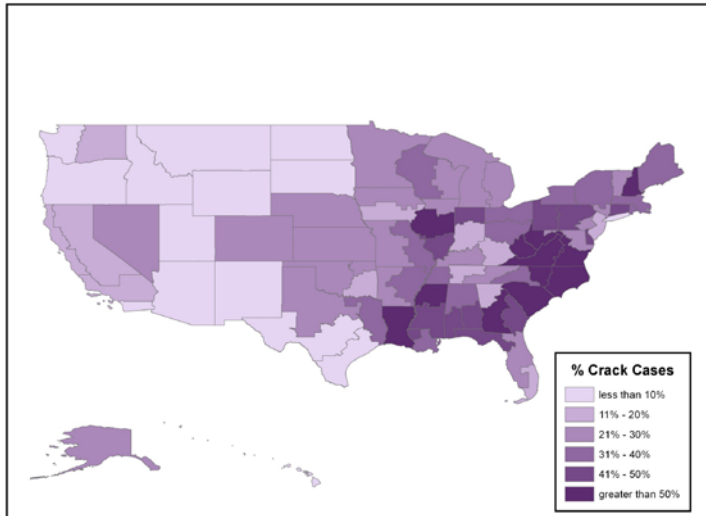 % Crack Cases
less than 10%
11% - 20%
21% - 30%
31% - 40%
41% - 50%
greater than 50%